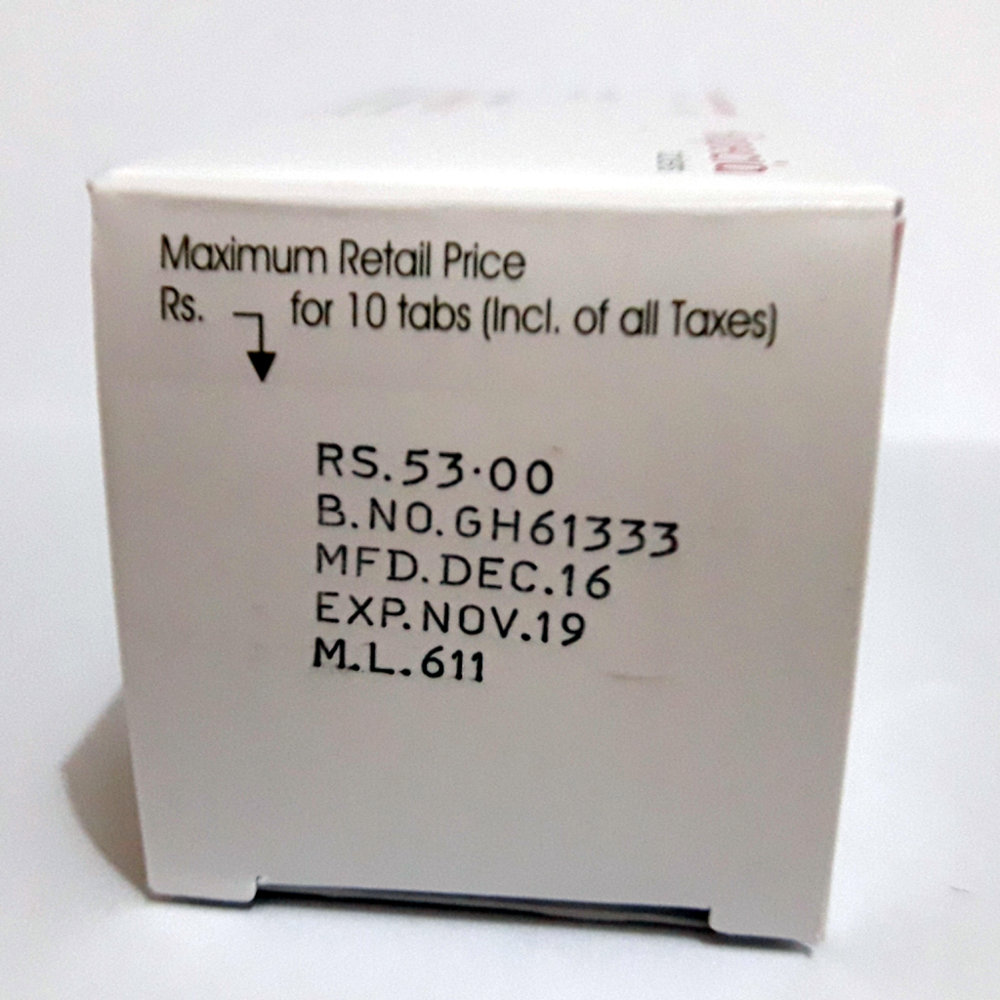 Maximum Retail Price
Rs. for 10 tabs (Incl. of all Taxes)
RS.53.00
B.NO.GH61333
MFD.DEC.16
EXP.NOV.19
M.L.611